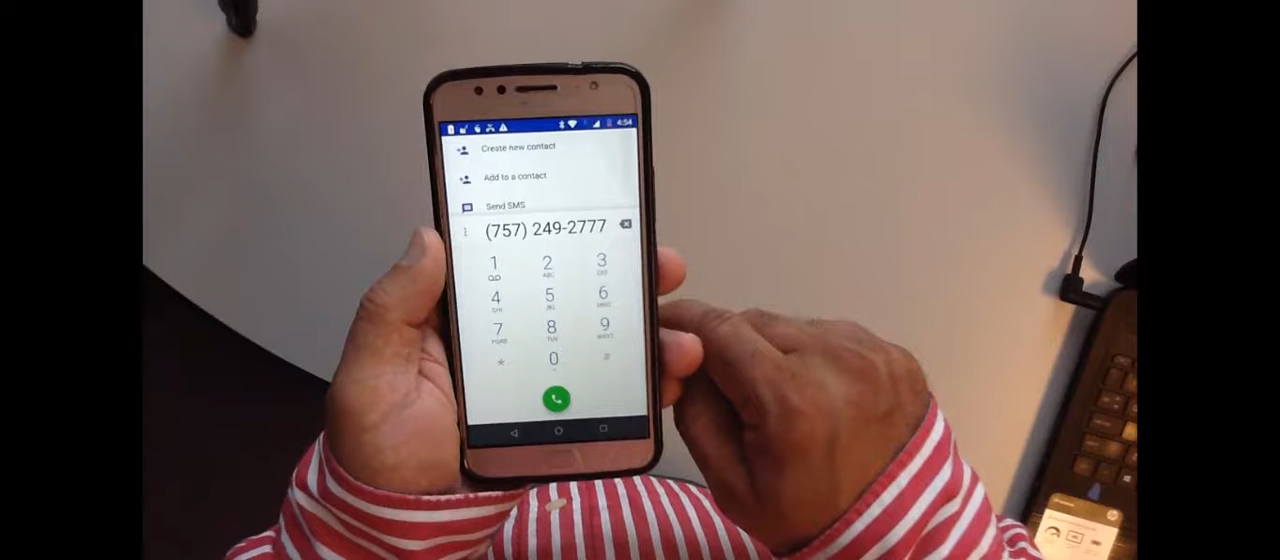 4:54
Create new contact
Add to a contact
Send SMS
(757) 249-2777
1 2 3
ABC DEF
4 5 6
GHI JKL MNO
7 8 9
PQRS TUV WXYZ
* 0 #
+